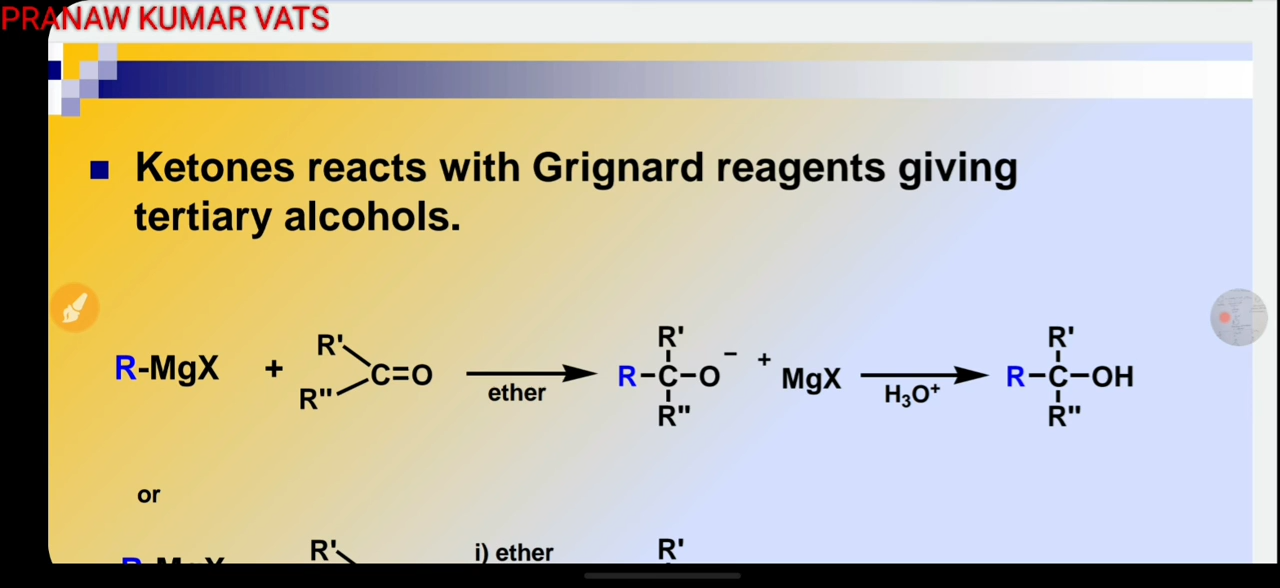 PRANAW KUMAR VATS
Ketones reacts with Grignard reagents giving
tertiary alcohols.
R' R' R'
R-MgX + C=O ether R-C-O⁻ ⁺MgX H₃O⁺ R-C-OH
R" R" R"
or
R' i) ether R'